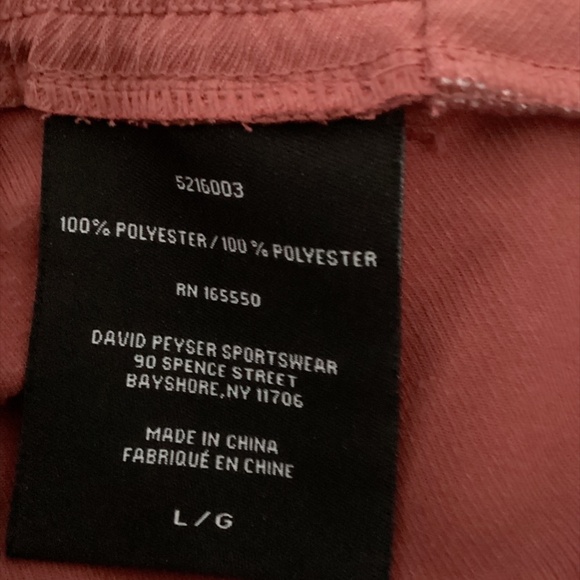 5216003
100% POLYESTER / 100% POLYESTER
RN 165550
DAVID PEYSER SPORTSWEAR
90 SPENCE STREET
BAYSHORE,NY 11706
MADE IN CHINA
FABRIQUÉ EN CHINE
L / G